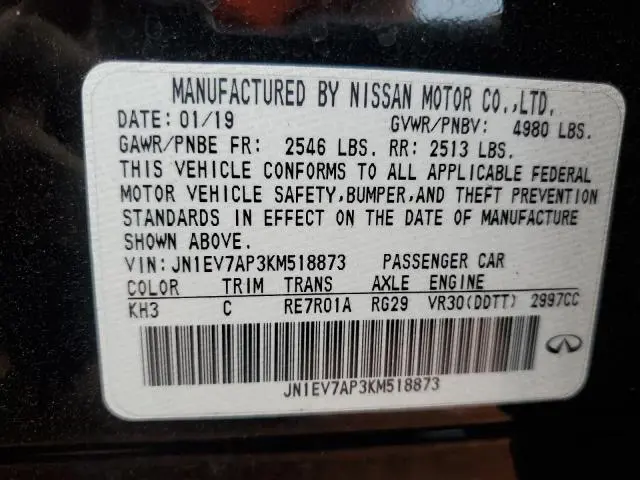 MANUFACTURED BY NISSAN MOTOR CO.,LTD.
DATE: 01/19 GVWR/PNBV: 4980 LBS.
GAWR/PNBE FR: 2546 LBS. RR: 2513 LBS.
THIS VEHICLE CONFORMS TO ALL APPLICABLE FEDERAL
MOTOR VEHICLE SAFETY,BUMPER,AND THEFT PREVENTION
STANDARDS IN EFFECT ON THE DATE OF MANUFACTURE
SHOWN ABOVE.
VIN:JN1EV7AP3KM518873 PASSENGER CAR
COLOR TRIM TRANS AXLE ENGINE
KH3 C RE7R01A RG29 VR30(DDTT) 2997CC
JN1EV7AP3KM518873